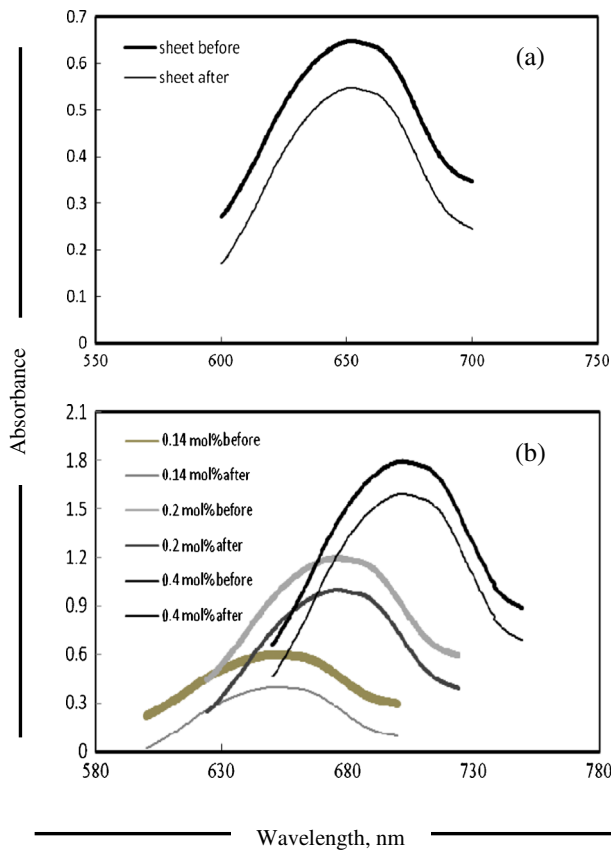 0.7
0.6
0.5
0.4
0.3
0.2
0.1
0
550
600
650
700
750
sheet before
sheet after
(a)
Absorbance
2.1
1.8
1.5
1.2
0.9
0.6
0.3
0
580
630
680
730
780
0.14 mol%before
0.14 mol%after
0.2 mol%before
0.2 mol%after
0.4 mol%before
0.4 mol%after
(b)
Wavelength, nm